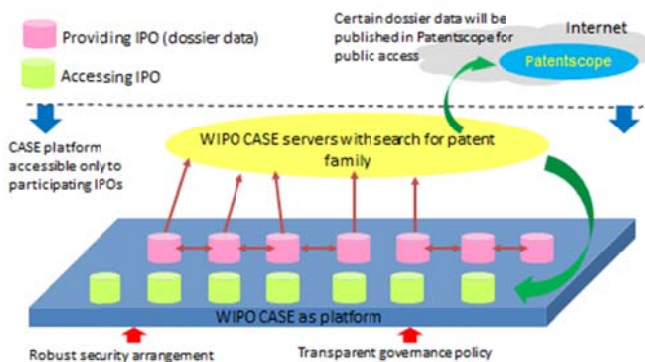 Providing IPO (dossier data)
Accessing IPO
Certain dossier data will be
published in Patentscope for
public access
Internet
Patentscope
CASE platform
accessible only to
participating IPOs
WIPO CASE servers with search for patent
family
WIPO CASE as platform
Robust security arrangement
Transparent governance policy